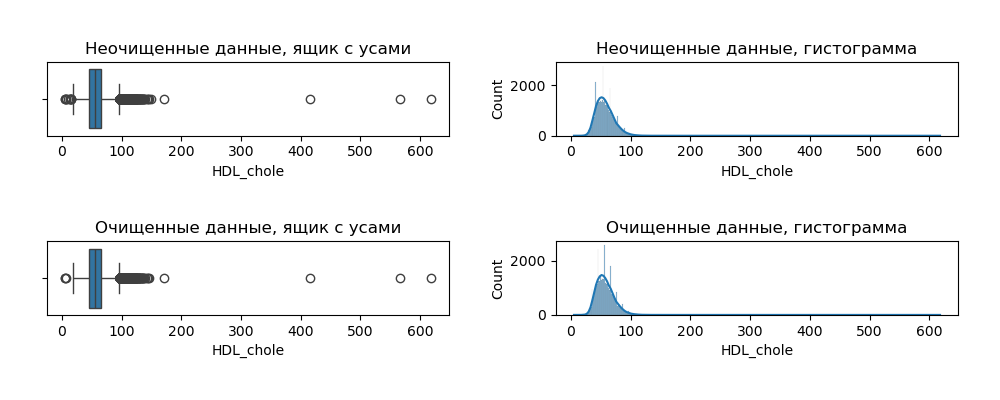 Неочищенные данные, ящик с усами
0 100 200 300 400 500 600
HDL_chole
Неочищенные данные, гистограмма
Count
2000
0
0 100 200 300 400 500 600
HDL_chole
Очищенные данные, ящик с усами
0 100 200 300 400 500 600
HDL_chole
Очищенные данные, гистограмма
Count
2000
0
0 100 200 300 400 500 600
HDL_chole